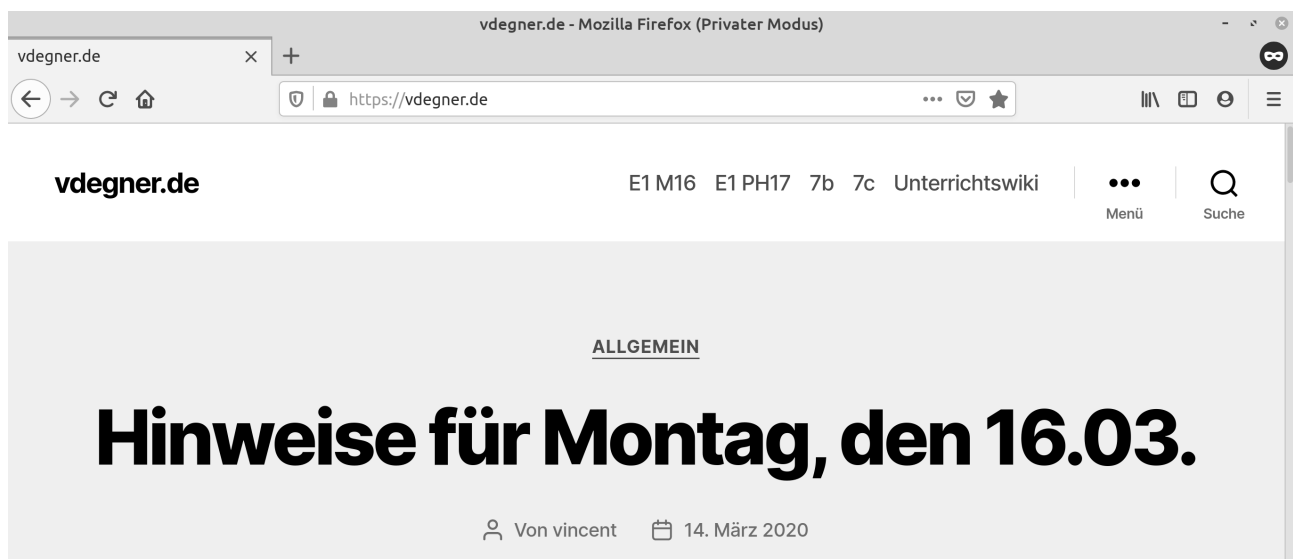 vdegner.de - Mozilla Firefox (Privater Modus)
vdegner.de
https://vdegner.de
vdegner.de E1 M16 E1 PH17 7b 7c Unterrichtswiki
Menü Suche
ALLGEMEIN
Hinweise für Montag, den 16.03.
Von vincent 14. März 2020